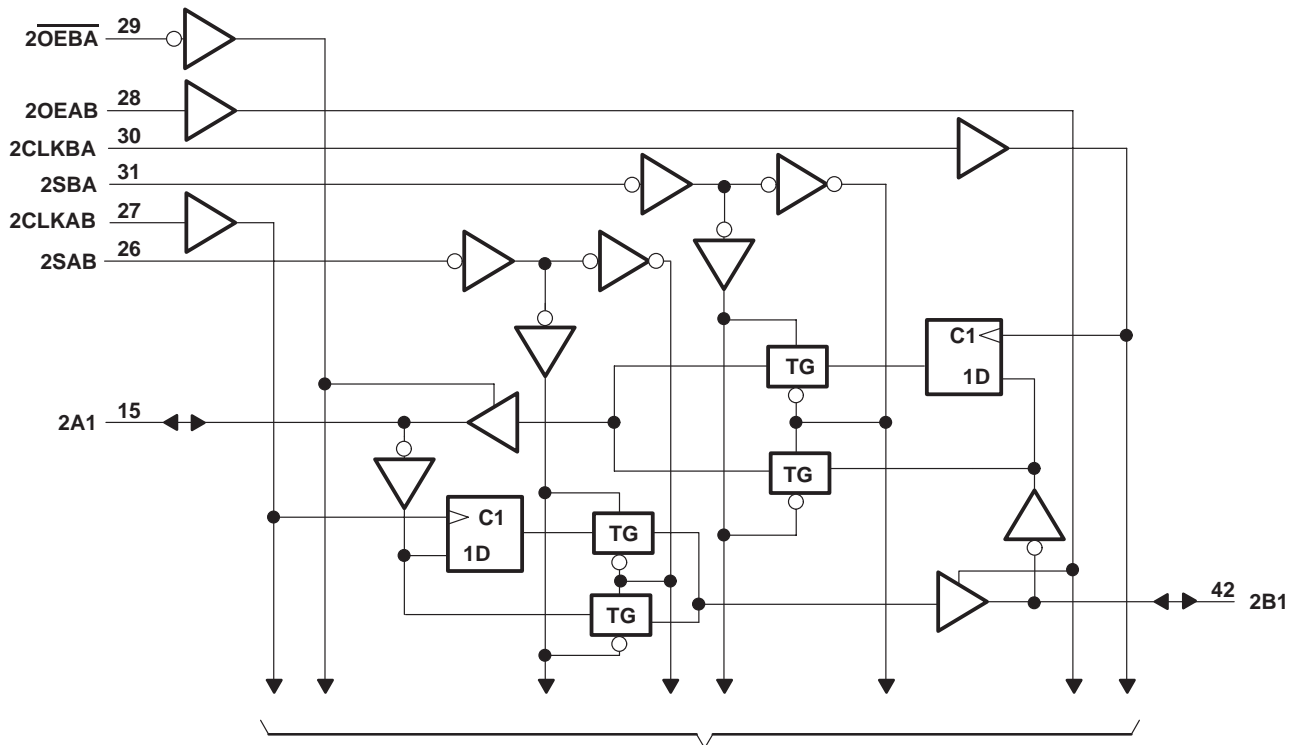 2O̅E̅B̅A̅ 29
2OEAB 28
2CLKBA 30
2SBA 31
2CLKAB 27
2SAB 26
C1
1D
TG
2A1 15
TG
C1
1D
TG
TG
42 2B1